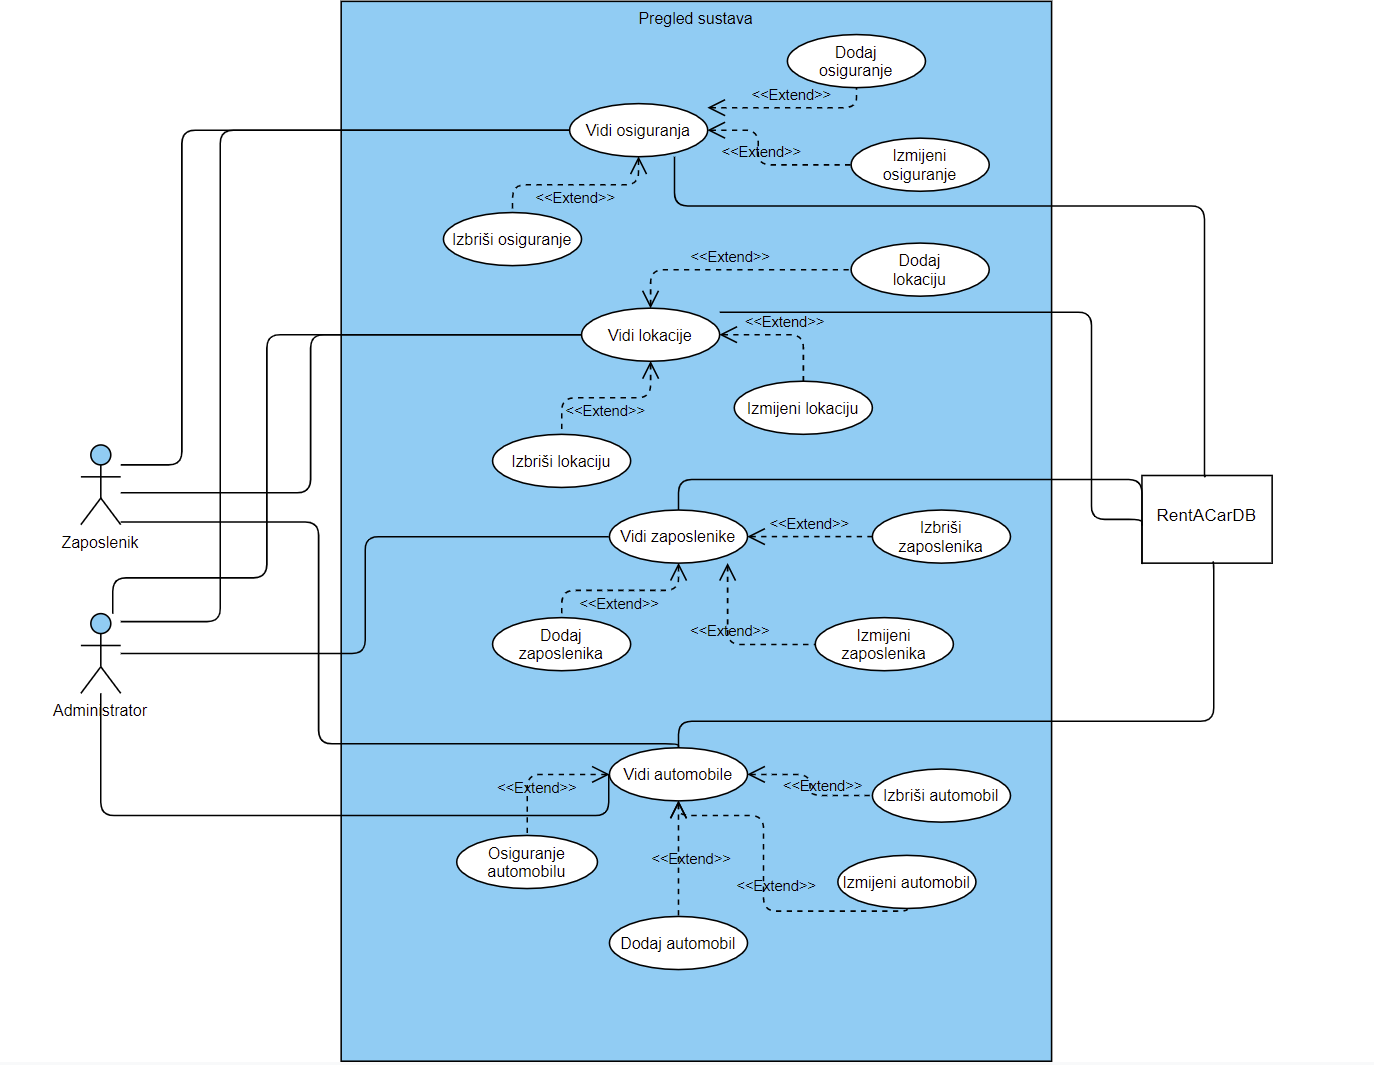 Pregled sustava
Dodaj
osiguranje
<<Extend>>
Vidi osiguranja
<<Extend>>
Izmijeni
osiguranje
<<Extend>>
Izbriši osiguranje
<<Extend>>
Dodaj
lokaciju
<<Extend>>
Vidi lokacije
<<Extend>>
Izmijeni lokaciju
Izbriši lokaciju
Zaposlenik
RentACarDB
Vidi zaposlenike
<<Extend>>
Izbriši
zaposlenika
<<Extend>>
<<Extend>>
Dodaj
zaposlenika
Izmijeni
zaposlenika
Administrator
Vidi automobile
<<Extend>>
<<Extend>>
Izbriši automobil
Osiguranje
automobilu
<<Extend>>
<<Extend>>
Izmijeni automobil
Dodaj automobil